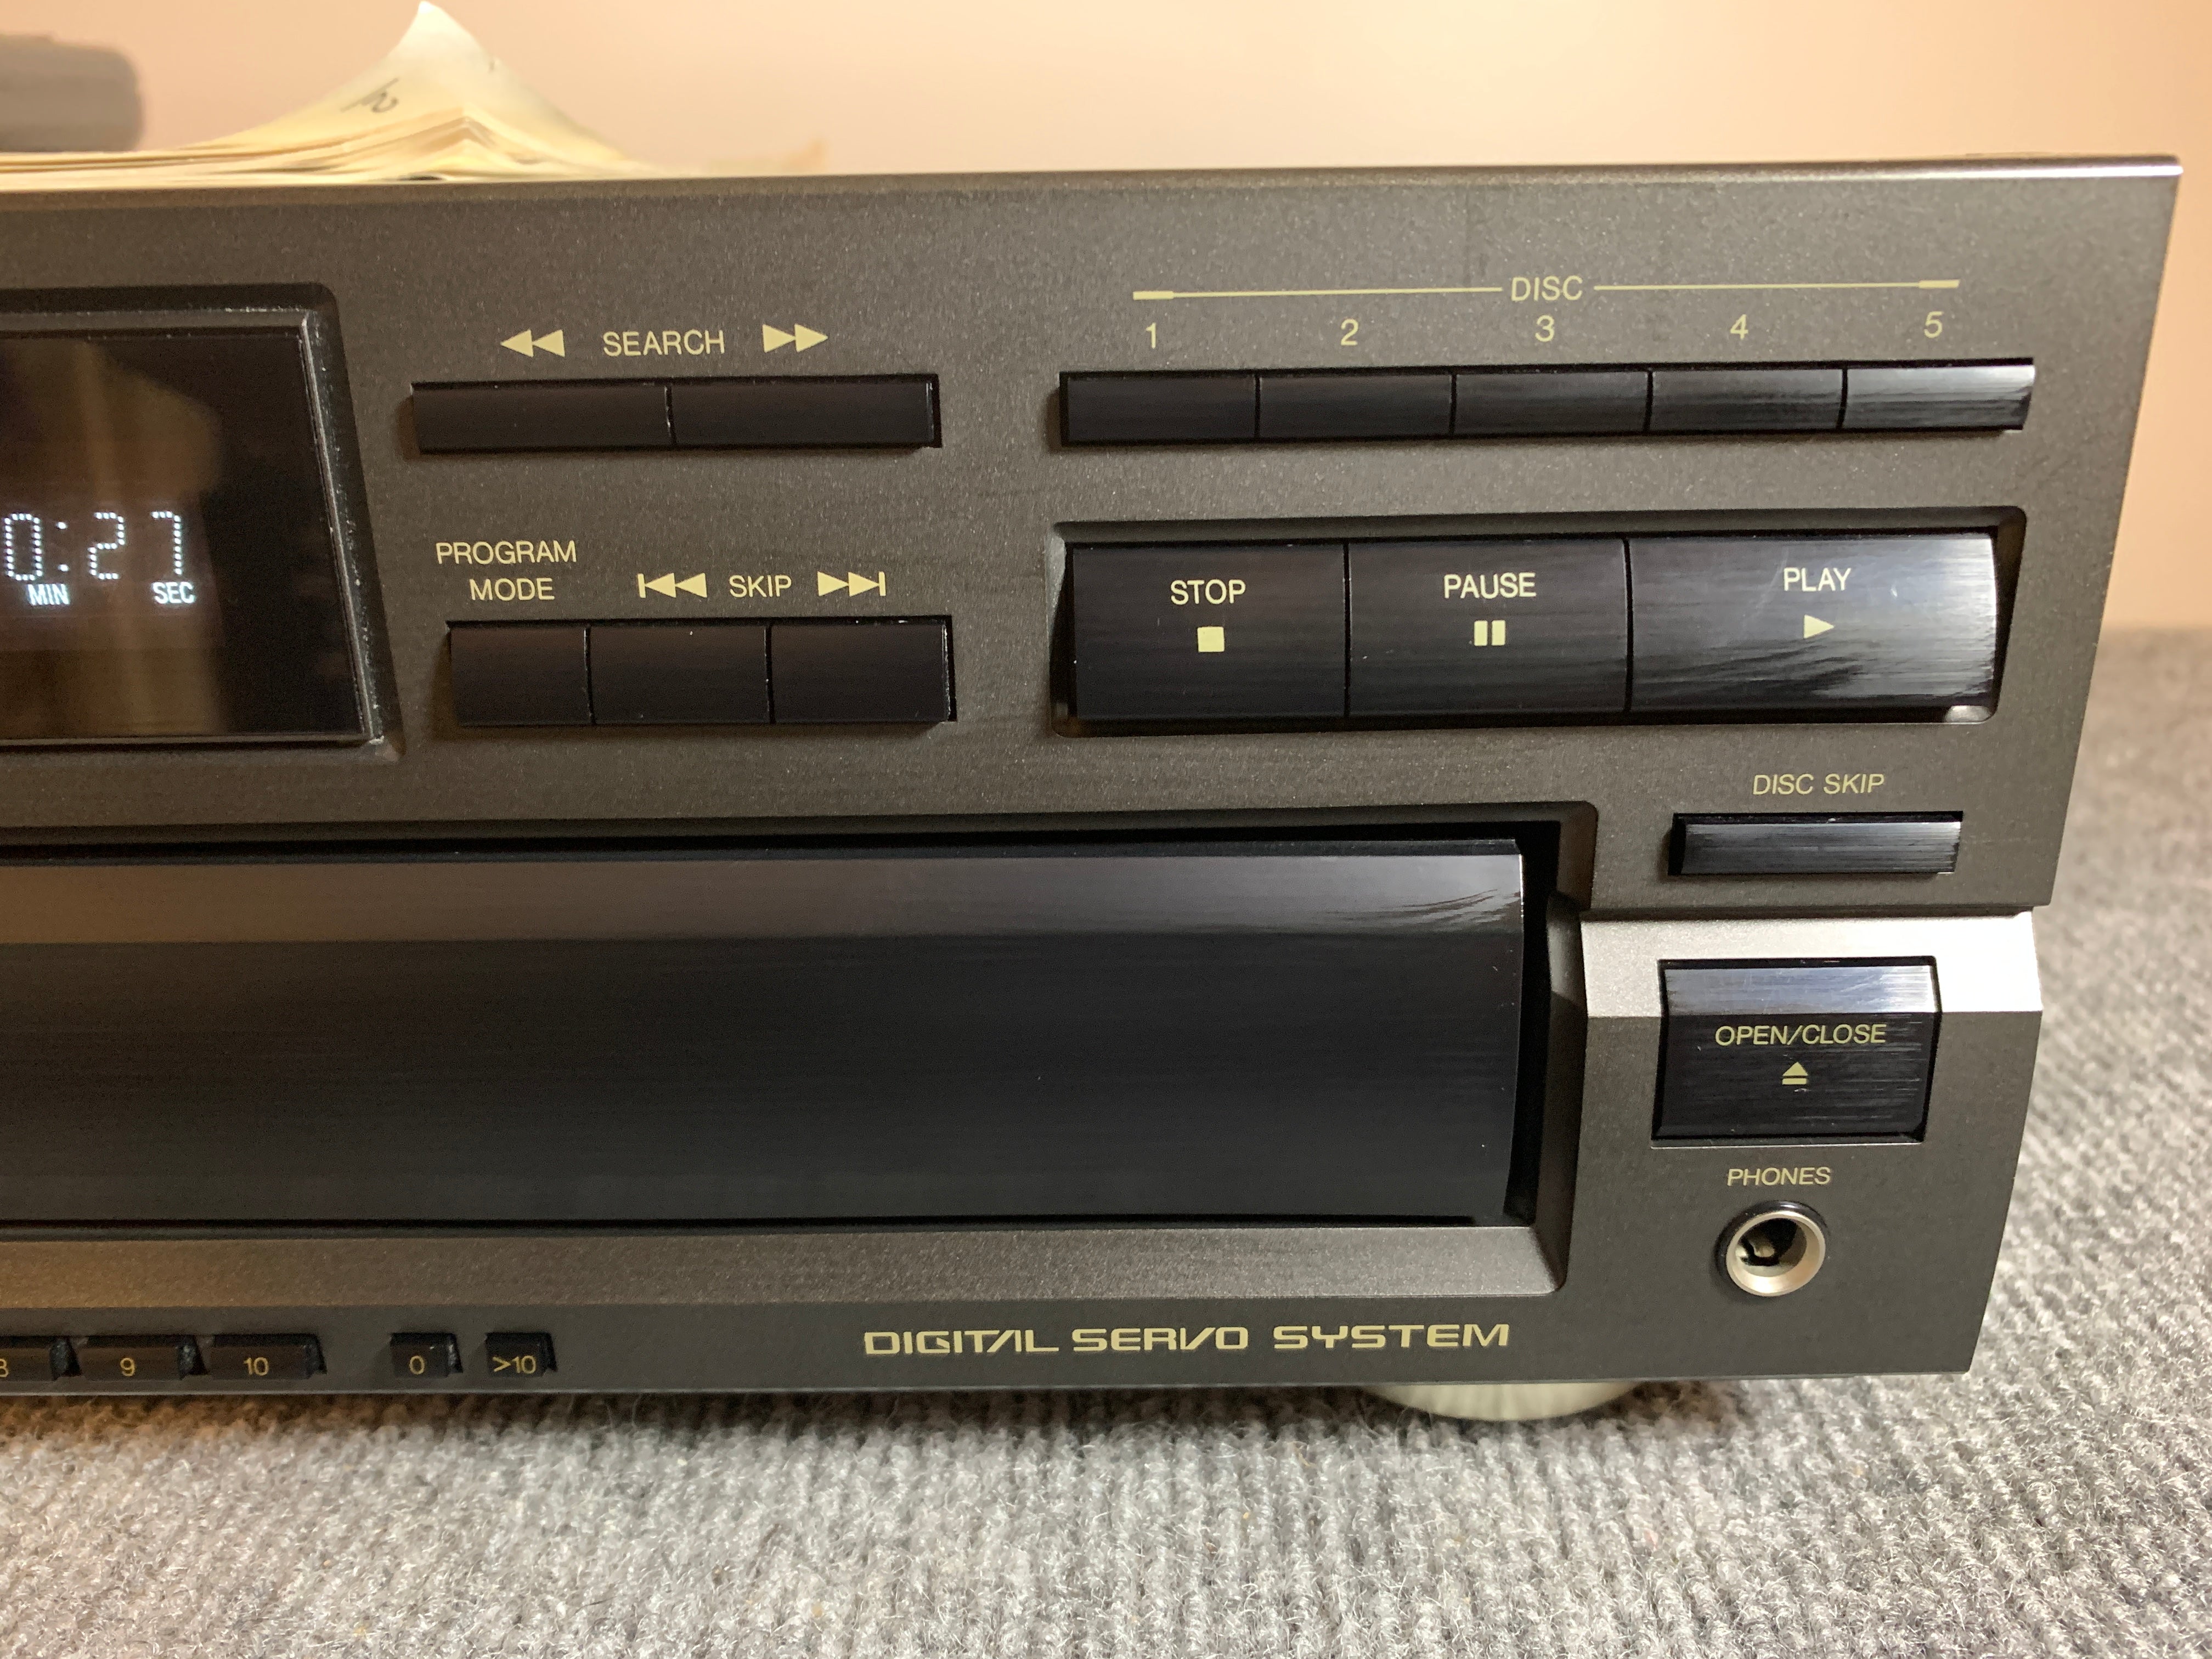 DISC
◀◀ SEARCH ▶▶
1 2 3 4 5
0:27
MIN SEC
PROGRAM
MODE
SKIP
STOP
PAUSE
PLAY
DISC SKIP
OPEN/CLOSE
PHONES
DIGITAL SERVO SYSTEM
9 10 0 >10